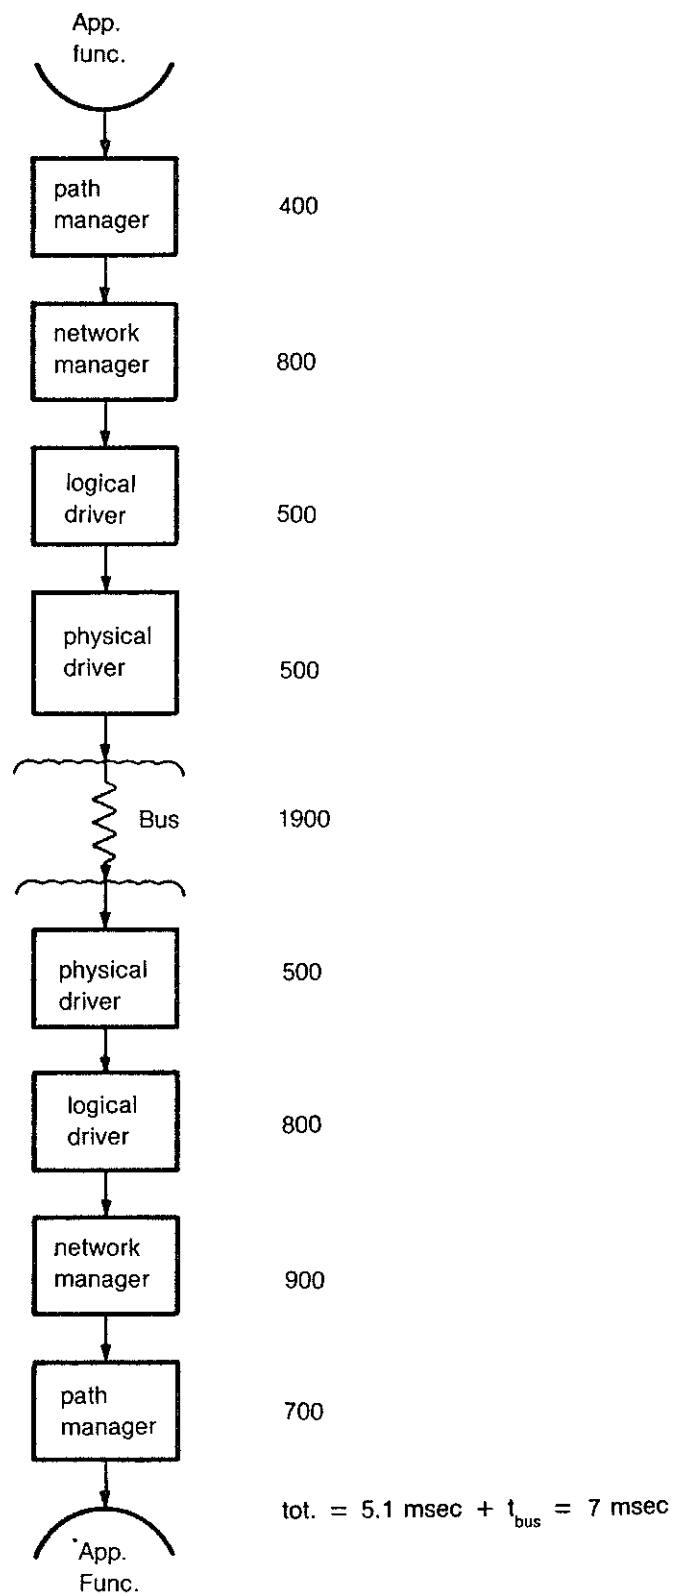 App.
func.
path
manager
400
network
manager
800
logical
driver
500
physical
driver
500
Bus
1900
physical
driver
500
logical
driver
800
network
manager
900
path
manager
700
tot. = 5.1 msec + t_bus = 7 msec
App.
Func.